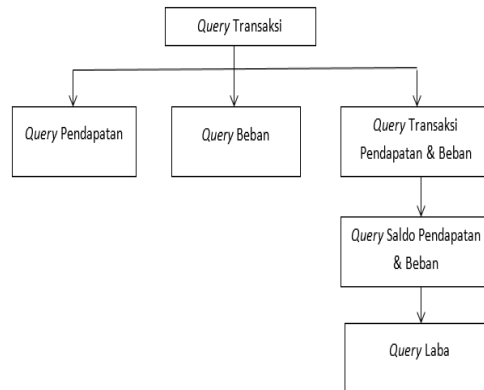 Query Transaksi
Query Pendapatan
Query Beban
Query Transaksi
Pendapatan & Beban
Query Saldo Pendapatan
& Beban
Query Laba